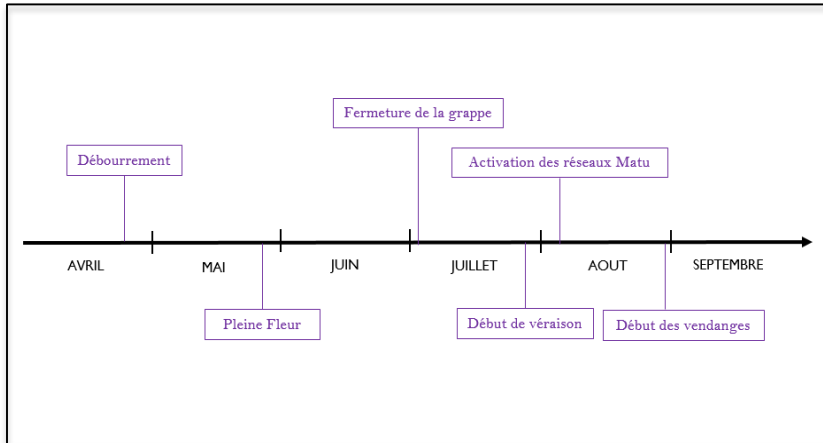 Fermeture de la grappe
Débourrement
Activation des réseaux Matu
AVRIL
MAI
JUIN
JUILLET
AOUT
SEPTEMBRE
Pleine Fleur
Début de véraison
Début des vendanges